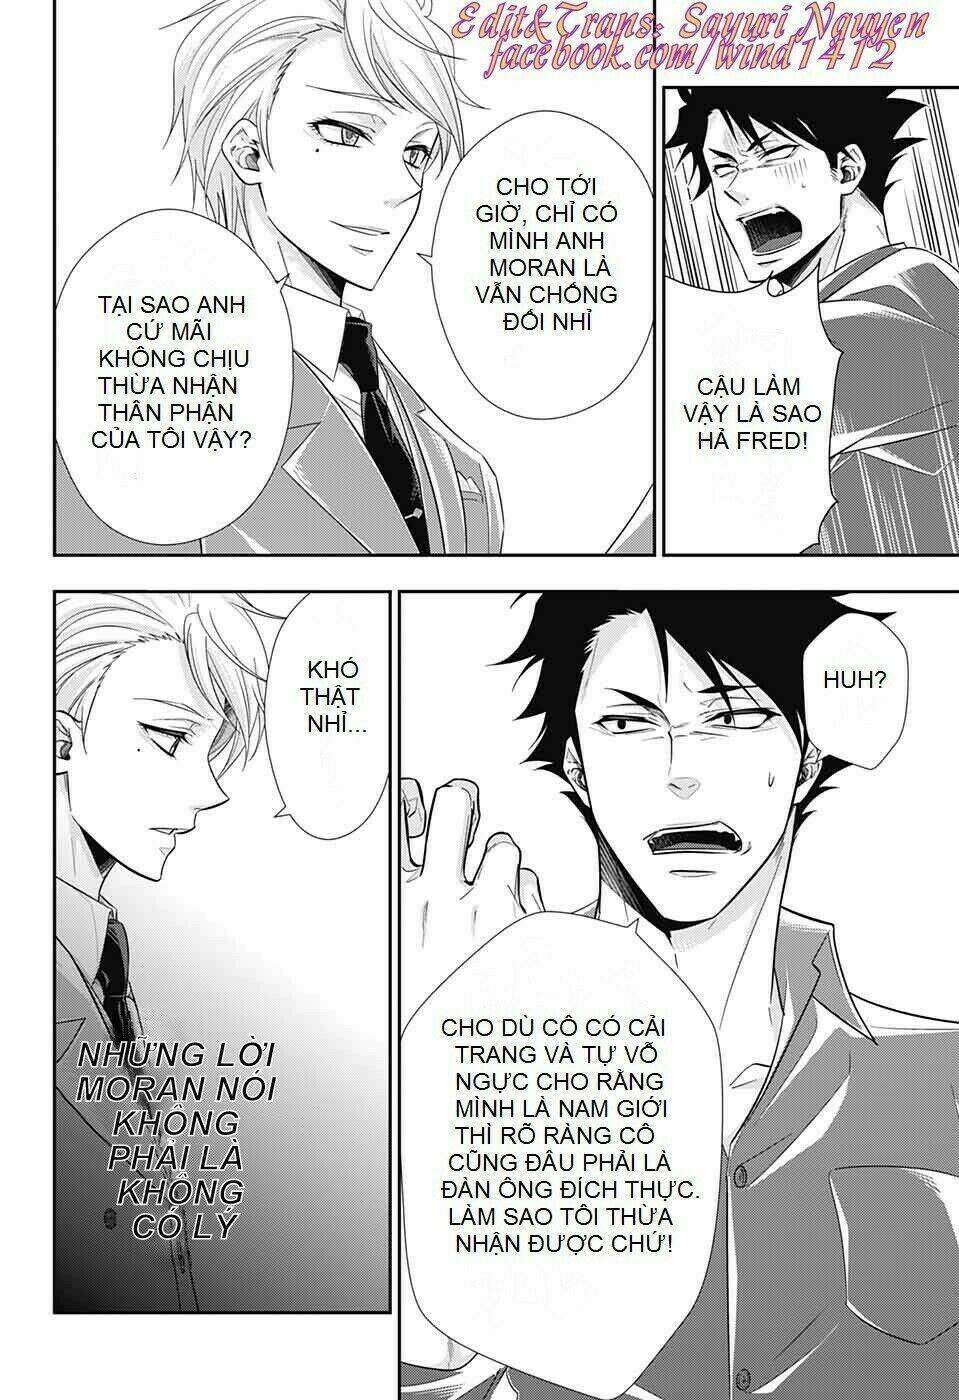 Edit&Trans: Sayuri Nguyen
facebook.com/wind1412
CẬU LÀM
VẬY LÀ SAO
HẢ FRED!
CHO TỚI
GIỜ, CHỈ CÓ
MÌNH ANH
MORAN LÀ
VẪN CHỐNG
ĐỐI NHỈ
TẠI SAO ANH
CỨ MÃI
KHÔNG CHỊU
THỪA NHẬN
THÂN PHẬN
CỦA TÔI VẬY?
HUH?
CHO DÙ CÔ CÓ CẢI
TRANG VÀ TỰ VỖ
NGỰC CHO RẰNG
MÌNH LÀ NAM GIỚI
THÌ RÕ RÀNG CÔ
CŨNG ĐÂU PHẢI LÀ
ĐÀN ÔNG ĐÍCH THỰC.
LÀM SAO TÔI THỪA
NHẬN ĐƯỢC CHỨ!
KHÓ
THẬT
NHỈ...
NHỮNG LỜI
MORAN NÓI
KHÔNG
PHẢI LÀ
KHÔNG
CÓ LÝ